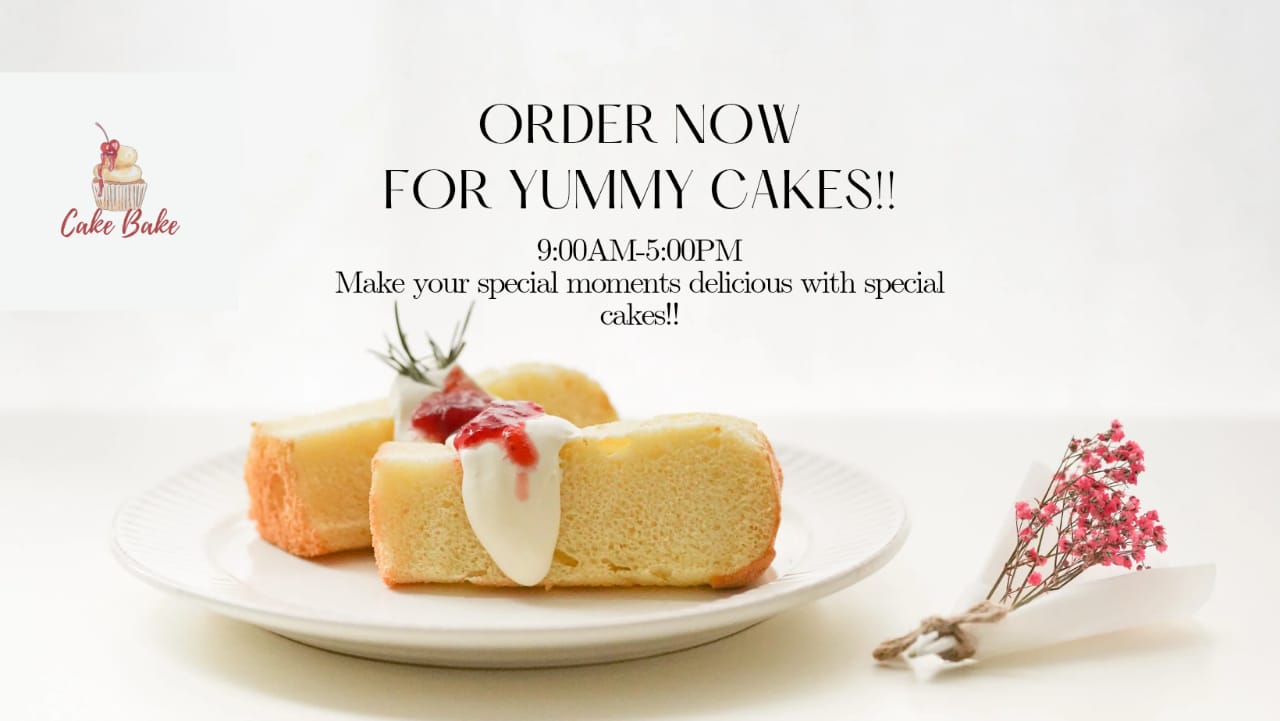 Cake Bake
ORDER NOW
FOR YUMMY CAKES!!
9:00AM-5:00PM
Make your special moments delicious with special
cakes!!